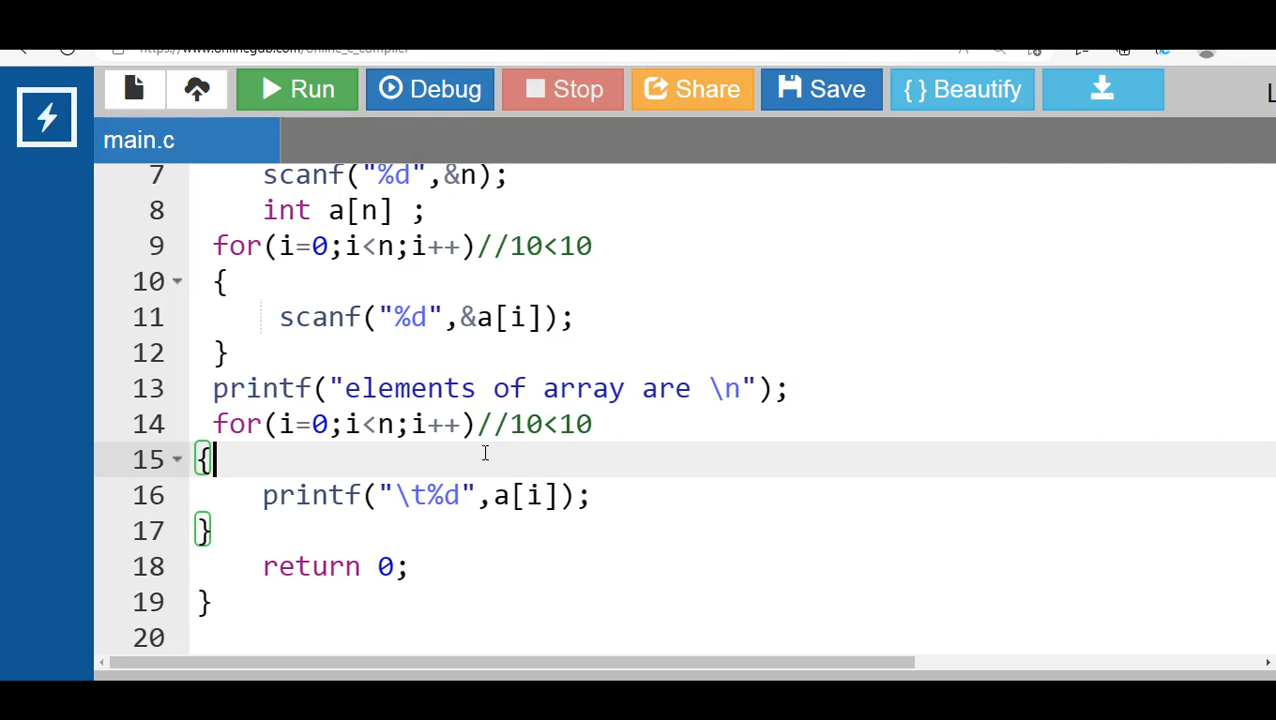 https://www.onlinegdb.com/online_c_compiler
Run Debug Stop Share Save { } Beautify
main.c
7 scanf("%d",&n);
8 int a[n] ;
9 for(i=0;i<n;i++)//10<10
10 {
11 scanf("%d",&a[i]);
12 }
13 printf("elements of array are \n");
14 for(i=0;i<n;i++)//10<10
15 {
16 printf("\t%d",a[i]);
17 }
18 return 0;
19 }
20